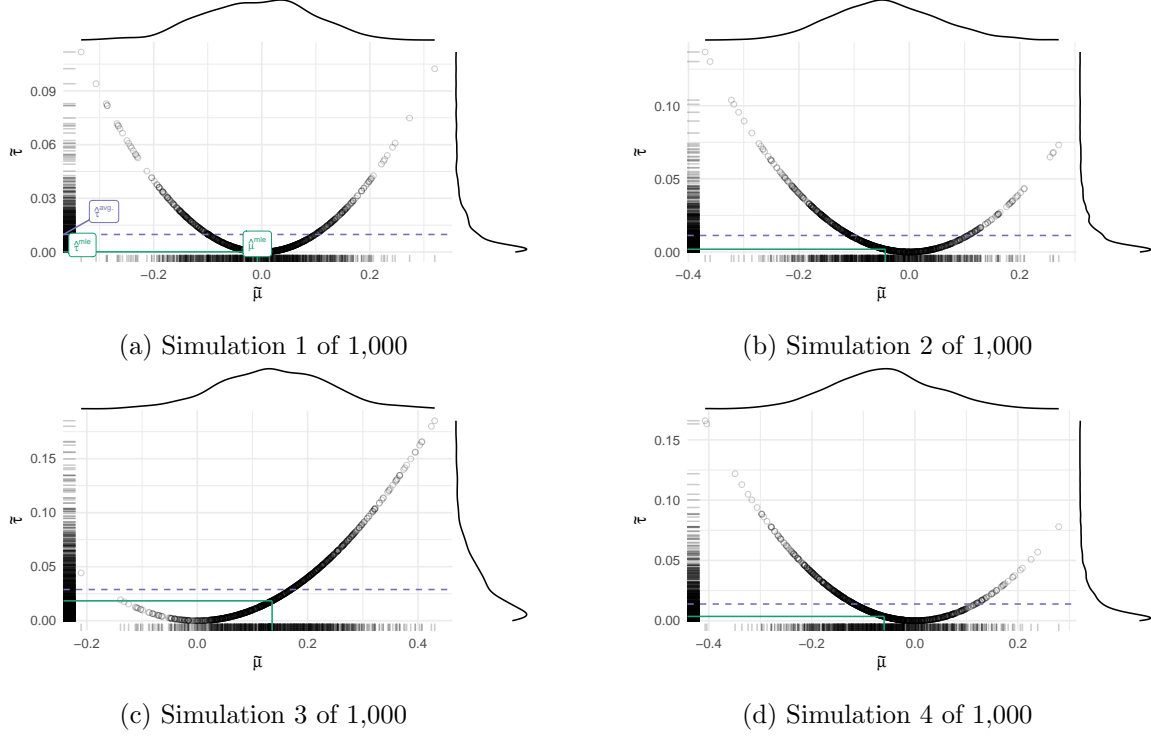 0.09
0.06
0.03
0.00
τ̃
τ̂ᵃᵛᵍ·
τ̂ᵐˡᵉ
μ̂ᵐˡᵉ
−0.2
0.0
0.2
μ̃
(a) Simulation 1 of 1,000
0.10
0.05
0.00
τ̃
−0.4
−0.2
0.0
0.2
μ̃
(b) Simulation 2 of 1,000
0.15
0.10
0.05
0.00
τ̃
−0.2
0.0
0.2
0.4
μ̃
(c) Simulation 3 of 1,000
0.15
0.10
0.05
0.00
τ̃
−0.4
−0.2
0.0
0.2
μ̃
(d) Simulation 4 of 1,000